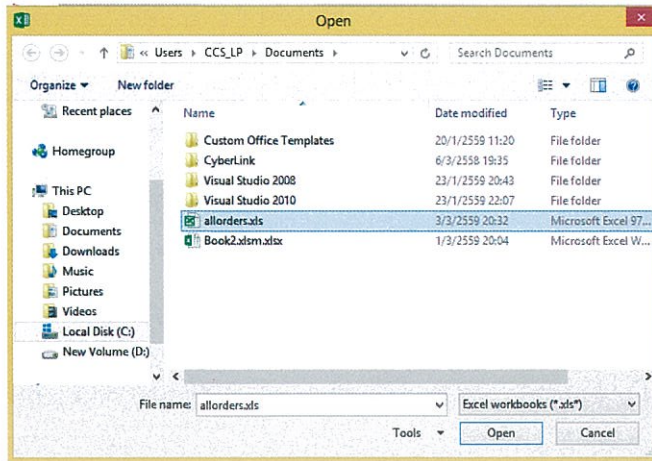 Open
« Users › CCS_LP › Documents ›
Search Documents
Organize
New folder
Recent places
Homegroup
This PC
Desktop
Documents
Downloads
Music
Pictures
Videos
Local Disk (C:)
New Volume (D:)
Name Date modified Type
Custom Office Templates 20/1/2559 11:20 File folder
CyberLink 6/3/2558 19:35 File folder
Visual Studio 2008 23/1/2559 20:43 File folder
Visual Studio 2010 23/1/2559 22:07 File folder
allorders.xls 3/3/2559 20:32 Microsoft Excel 97...
Book2.xlsm.xlsx 1/3/2559 20:04 Microsoft Excel W...
File name: allorders.xls Excel workbooks (*.xls*)
Tools Open Cancel